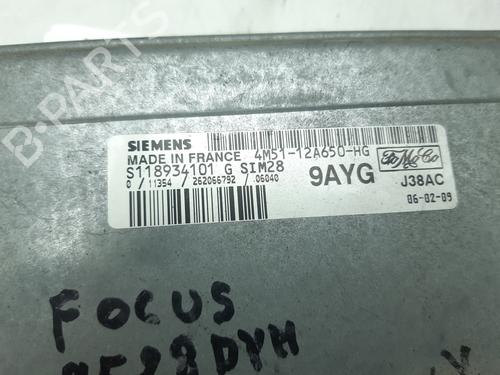 B-PARTS
SIEMENS
MADE IN FRANCE 4M51-12A650-HG
S118934101 G SIM28
0 / 11354 / 262066792 / .06040
9AYG
FoMoCo
J38AC
06-02-09
FOCUS